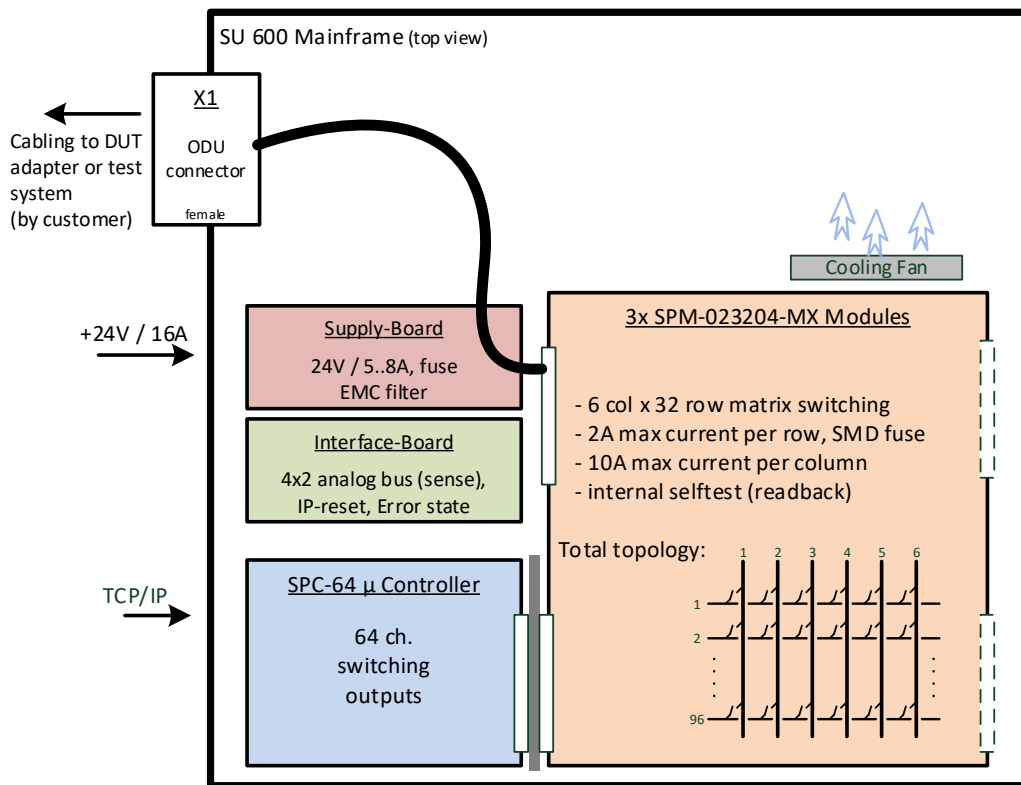 SU 600 Mainframe (top view)
X1
ODU
connector
female
Cabling to DUT
adapter or test
system
(by customer)
Cooling Fan
+24V / 16A
Supply-Board
24V / 5..8A, fuse
EMC filter
Interface-Board
4x2 analog bus (sense),
IP-reset, Error state
TCP/IP
SPC-64 µ Controller
64 ch.
switching
outputs
3x SPM-023204-MX Modules
- 6 col x 32 row matrix switching
- 2A max current per row, SMD fuse
- 10A max current per column
- internal selftest (readback)
Total topology:
1 2 3 4 5 6
1
2
96